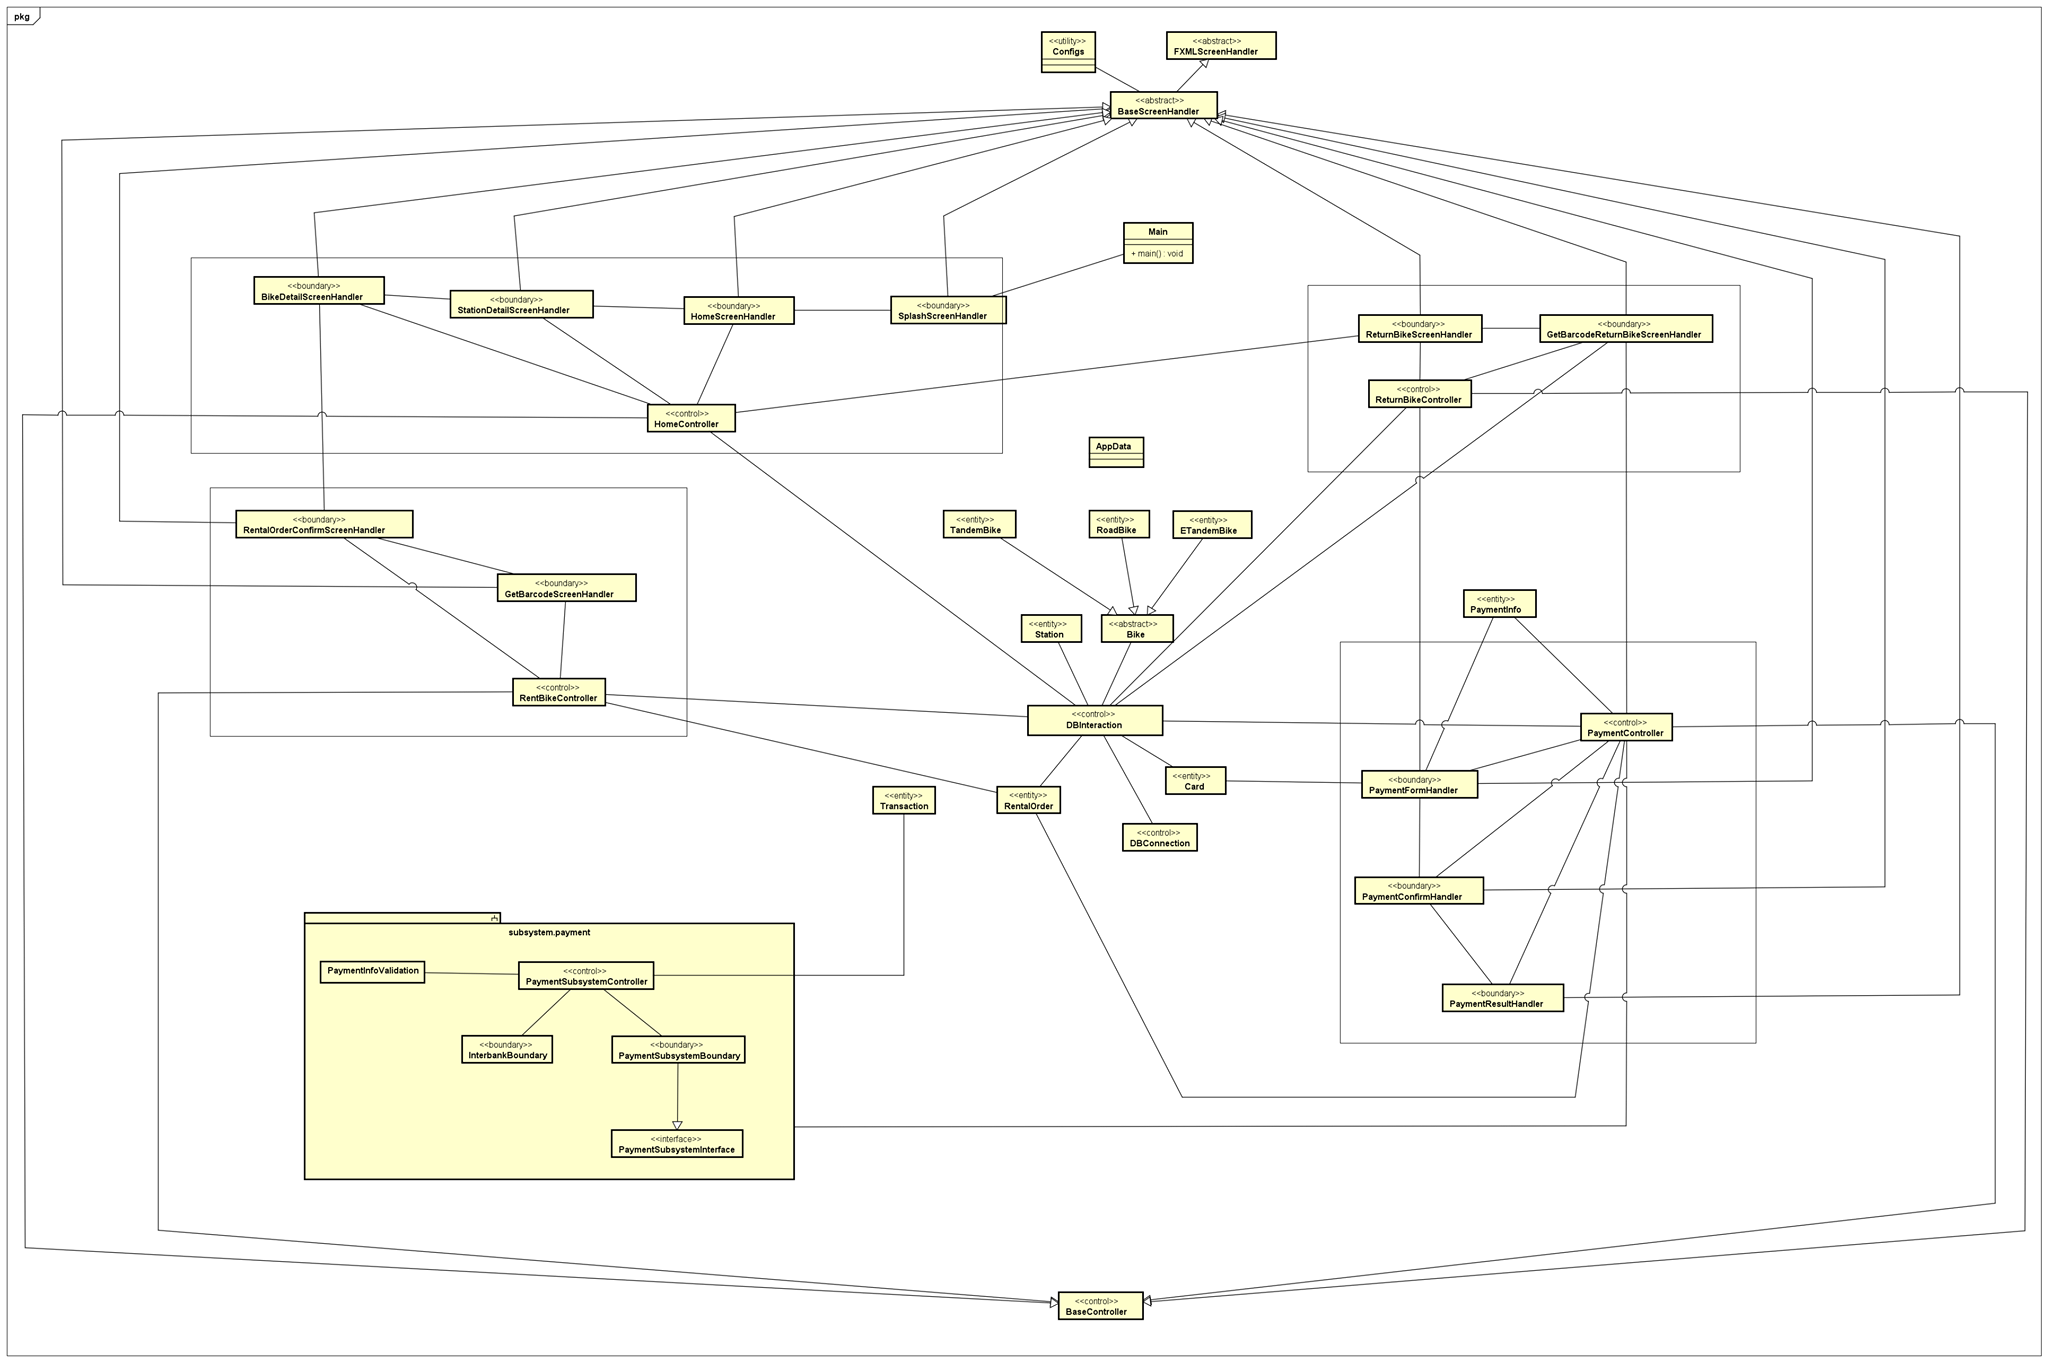 pkg
<<utility>>
Configs
<<abstract>>
FXMLScreenHandler
<<abstract>>
BaseScreenHandler
Main
+ main() : void
<<boundary>>
BikeDetailScreenHandler
<<boundary>>
StationDetailScreenHandler
<<boundary>>
HomeScreenHandler
<<boundary>>
SplashScreenHandler
<<boundary>>
ReturnBikeScreenHandler
<<boundary>>
GetBarcodeReturnBikeScreenHandler
<<control>>
ReturnBikeController
<<control>>
HomeController
AppData
<<boundary>>
RentalOrderConfirmScreenHandler
<<entity>>
TandemBike
<<entity>>
RoadBike
<<entity>>
ETandemBike
<<boundary>>
GetBarcodeScreenHandler
<<entity>>
PaymentInfo
<<entity>>
Station
<<abstract>>
Bike
<<control>>
RentBikeController
<<control>>
DBInteraction
<<control>>
PaymentController
<<entity>>
Card
<<boundary>>
PaymentFormHandler
<<entity>>
Transaction
<<entity>>
RentalOrder
<<control>>
DBConnection
<<boundary>>
PaymentConfirmHandler
subsystem.payment
PaymentInfoValidation
<<control>>
PaymentSubsystemController
<<boundary>>
PaymentResultHandler
<<boundary>>
InterbankBoundary
<<boundary>>
PaymentSubsystemBoundary
<<interface>>
PaymentSubsystemInterface
<<control>>
BaseController